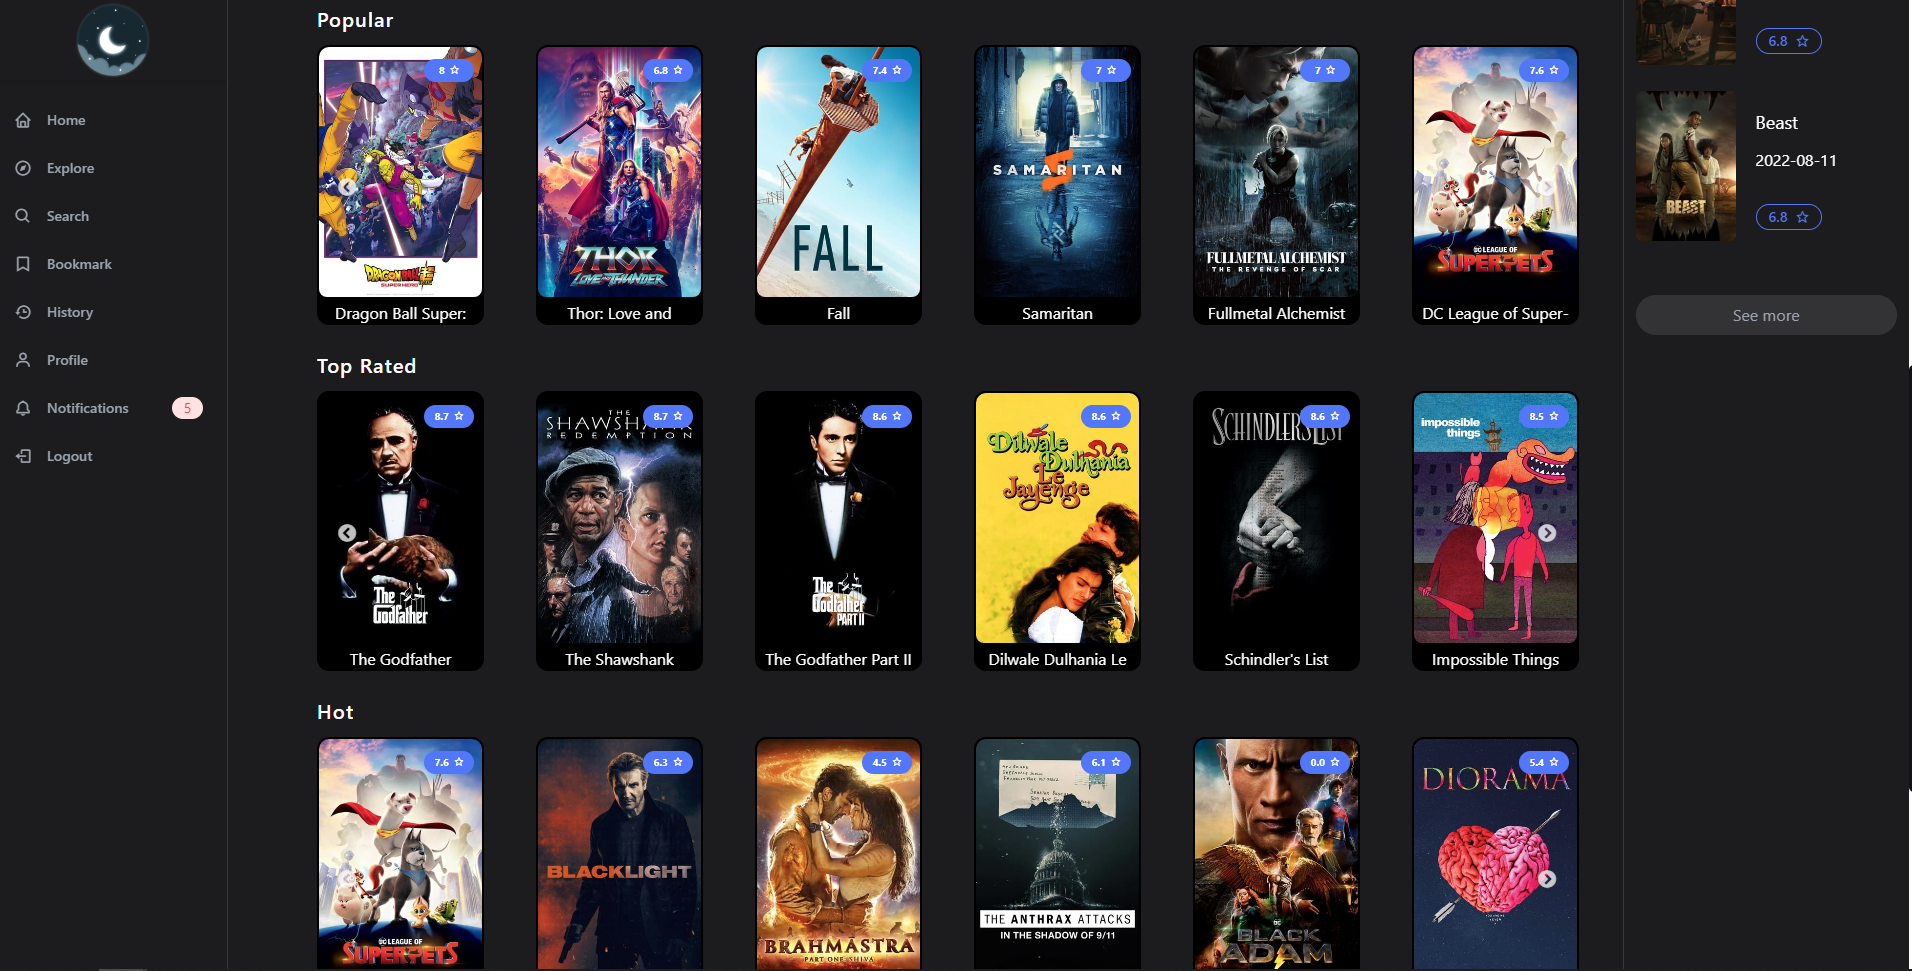 Home
Explore
Search
Bookmark
History
Profile
Notifications
5
Logout
Popular
8
6.8
7.4
7
7
7.6
DRAGONBALL
SUPER HERO
THOR
LOVE AND THUNDER
FALL
SAMARITAN
FULLMETAL ALCHEMIST
THE REVENGE OF SCAR
DC LEAGUE OF
SUPER-PETS
Dragon Ball Super:
Thor: Love and
Fall
Samaritan
Fullmetal Alchemist
DC League of Super-
Top Rated
8.7
8.7
8.6
8.6
8.6
8.5
The
Godfather
THE
SHAWSHANK
REDEMPTION
The
Godfather
PART II
Dilwale
Dulhania
Le
Jayenge
SCHINDLER'S LIST
impossible
things
The Godfather
The Shawshank
The Godfather Part II
Dilwale Dulhania Le
Schindler's List
Impossible Things
Hot
7.6
6.3
4.5
6.1
0.0
5.4
DC LEAGUE OF
SUPER-PETS
BLACKLIGHT
BRAHMĀSTRA
PART ONE: SHIVA
THE ANTHRAX ATTACKS
IN THE SHADOW OF 9/11
DC
BLACK
ADAM
DIORAMA
6.8
BEAST
Beast
2022-08-11
6.8
See more